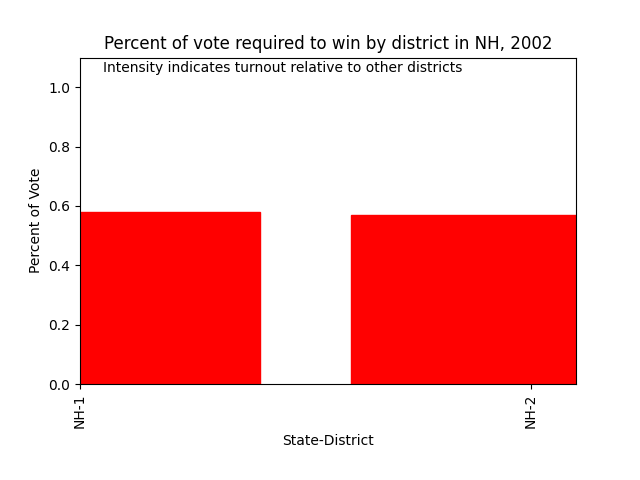 Percent of vote required to win by district in NH, 2002
Intensity indicates turnout relative to other districts
1.0
0.8
0.6
0.4
0.2
0.0
Percent of Vote
NH-1
NH-2
State-District